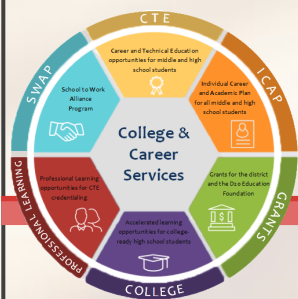 CTE
Career and Technical Education
opportunities for middle and high
school students
ICAP
Individual Career
and Academic Plan
for all middle and high
school students
GRANTS
Grants for the district
and the D20 Education
Foundation
COLLEGE
Accelerated learning
opportunities for college-
ready high school students
PROFESSIONAL LEARNING
Professional Learning
opportunities for CTE
credentialing
SWAP
School to Work
Alliance
Program
College &
Career
Services